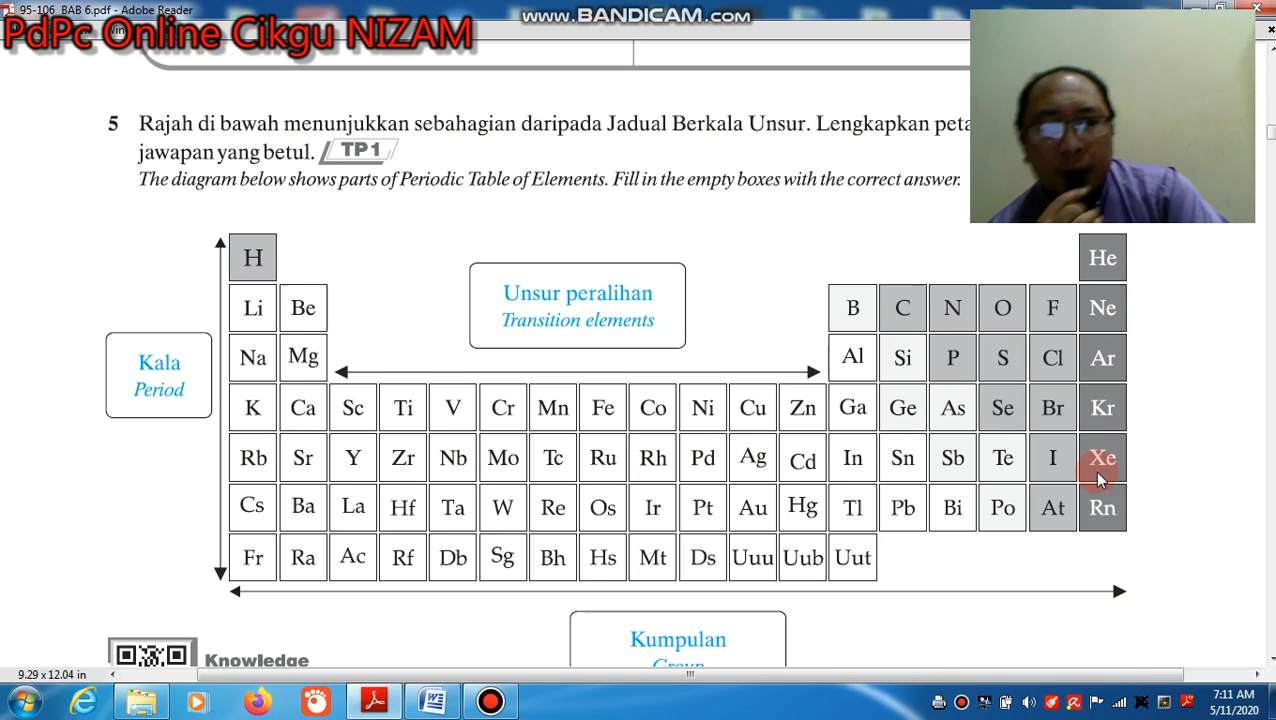 95-106_BAB 6.pdf - Adobe Reader
www.BANDICAM.com
PdPc Online Cikgu NIZAM
5 Rajah di bawah menunjukkan sebahagian daripada Jadual Berkala Unsur. Lengkapkan peta
jawapan yang betul. TP1
The diagram below shows parts of Periodic Table of Elements. Fill in the empty boxes with the correct answer.
H He
Unsur peralihan
Transition elements
Li Be B C N O F Ne
Kala
Period
Na Mg Al Si P S Cl Ar
K Ca Sc Ti V Cr Mn Fe Co Ni Cu Zn Ga Ge As Se Br Kr
Rb Sr Y Zr Nb Mo Tc Ru Rh Pd Ag Cd In Sn Sb Te I Xe
Cs Ba La Hf Ta W Re Os Ir Pt Au Hg Tl Pb Bi Po At Rn
Fr Ra Ac Rf Db Sg Bh Hs Mt Ds Uuu Uub Uut
Kumpulan
Group
Knowledge
9.29 x 12.04 in
7:11 AM
5/11/2020